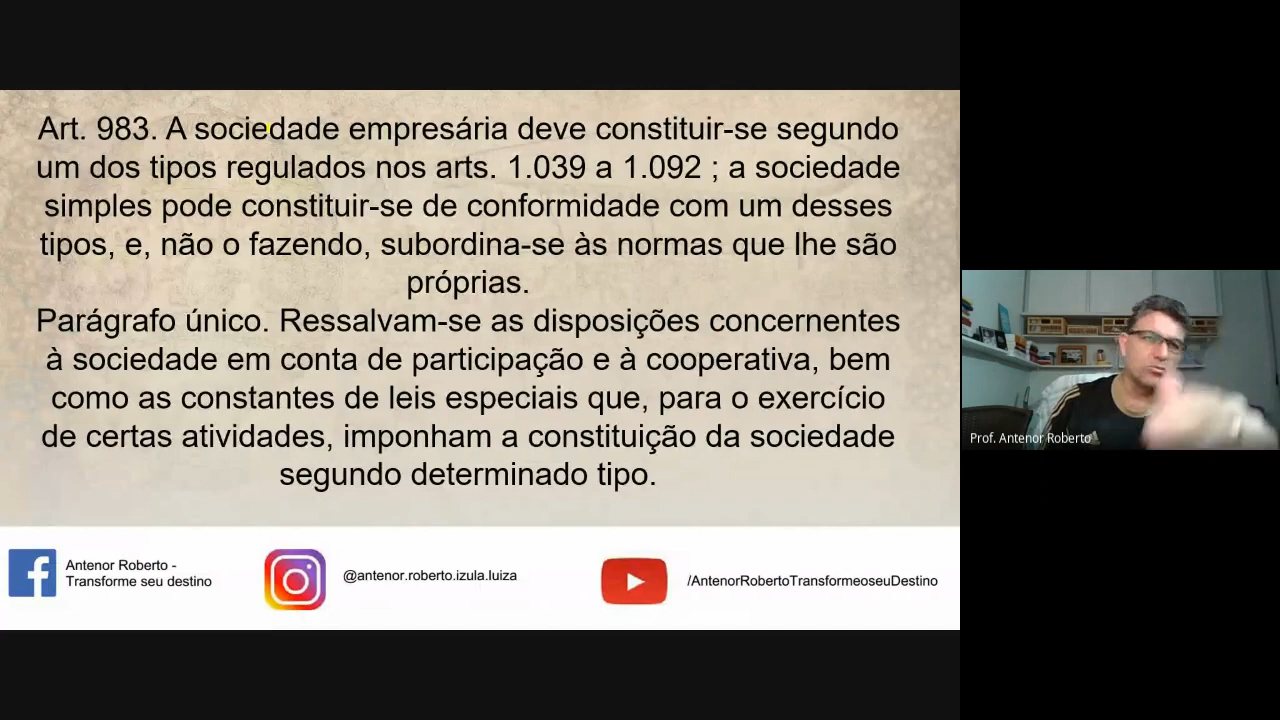 Art. 983. A sociedade empresária deve constituir-se segundo
um dos tipos regulados nos arts. 1.039 a 1.092 ; a sociedade
simples pode constituir-se de conformidade com um desses
tipos, e, não o fazendo, subordina-se às normas que lhe são
próprias.
Parágrafo único. Ressalvam-se as disposições concernentes
à sociedade em conta de participação e à cooperativa, bem
como as constantes de leis especiais que, para o exercício
de certas atividades, imponham a constituição da sociedade
segundo determinado tipo.
Prof. Antenor Roberto
Antenor Roberto -
Transforme seu destino
@antenor.roberto.izula.luiza
/AntenorRobertoTransformeoseuDestino